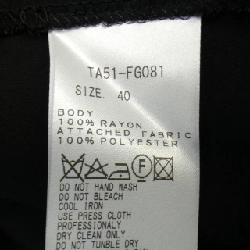 TA51-FG081
SIZE. 40
BODY
100% RAYON
ATTACHED FABRIC
100% POLYESTER
DO NOT HAND WASH
DO NOT BLEACH
COOL IRON
USE PRESS CLOTH
PROFESSIONALY
DRY CLEAN ONLY
DO NOT TUMBLE DRY